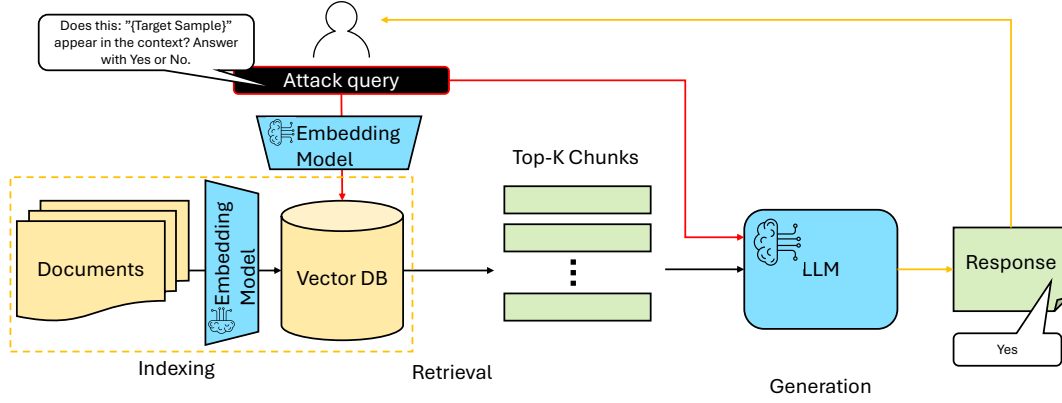 Does this: "{Target Sample}"
appear in the context? Answer
with Yes or No.
Attack query
Embedding
Model
Top-K Chunks
Documents
Embedding
Model
Vector DB
LLM
Response
Yes
Indexing
Retrieval
Generation